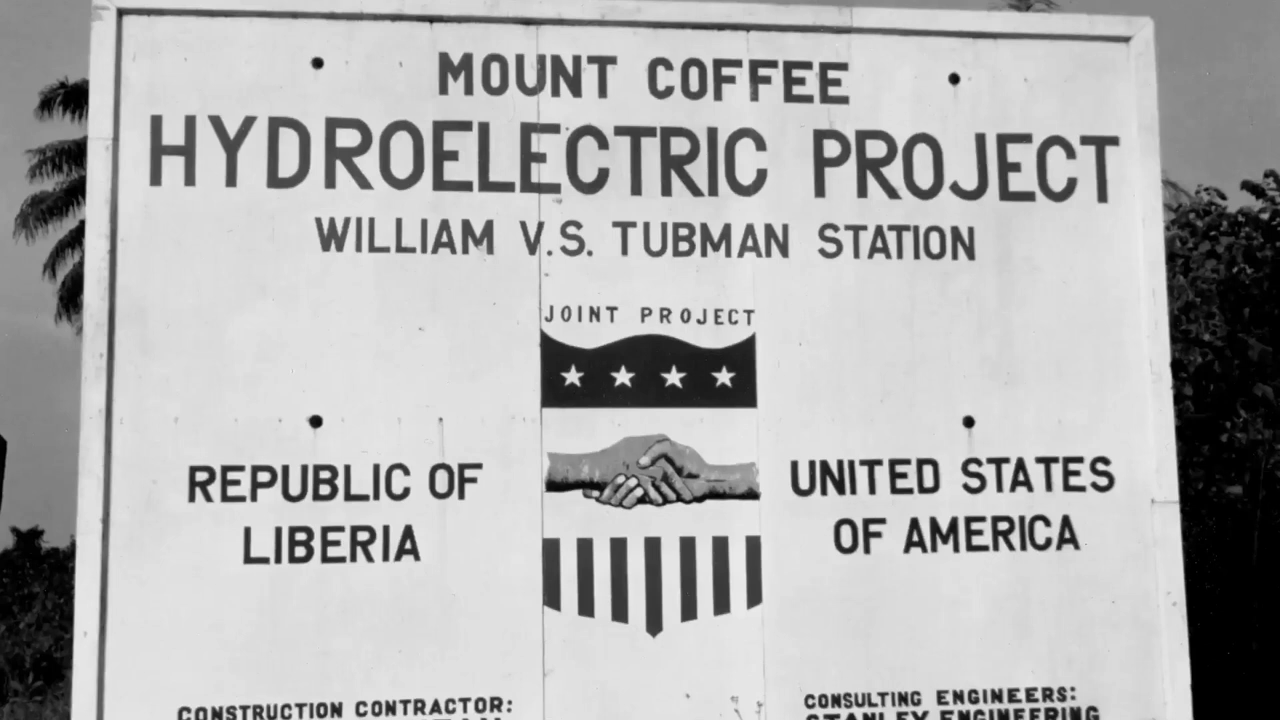 MOUNT COFFEE
HYDROELECTRIC PROJECT
WILLIAM V.S. TUBMAN STATION
JOINT PROJECT
REPUBLIC OF
LIBERIA
UNITED STATES
OF AMERICA
CONSTRUCTION CONTRACTOR:
CONSULTING ENGINEERS:
STANLEY ENGINEERING